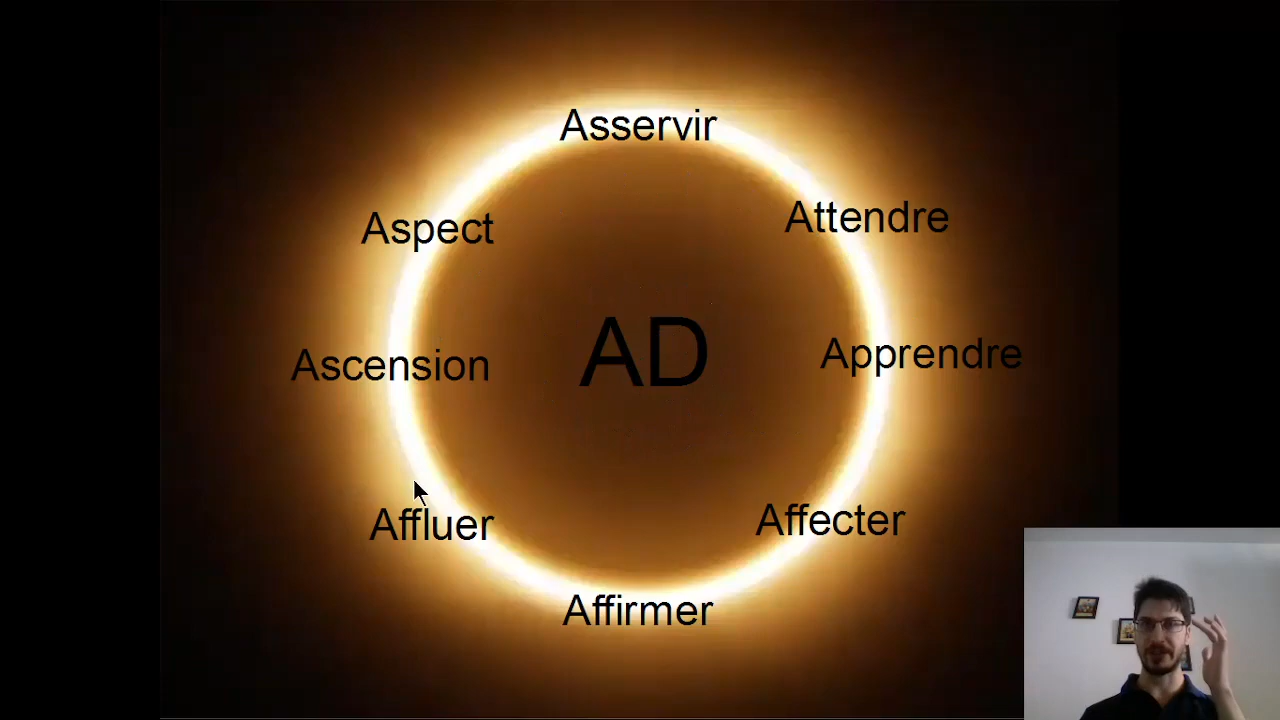 Asservir
Aspect
Attendre
AD
Ascension
Apprendre
Affluer
Affecter
Affirmer